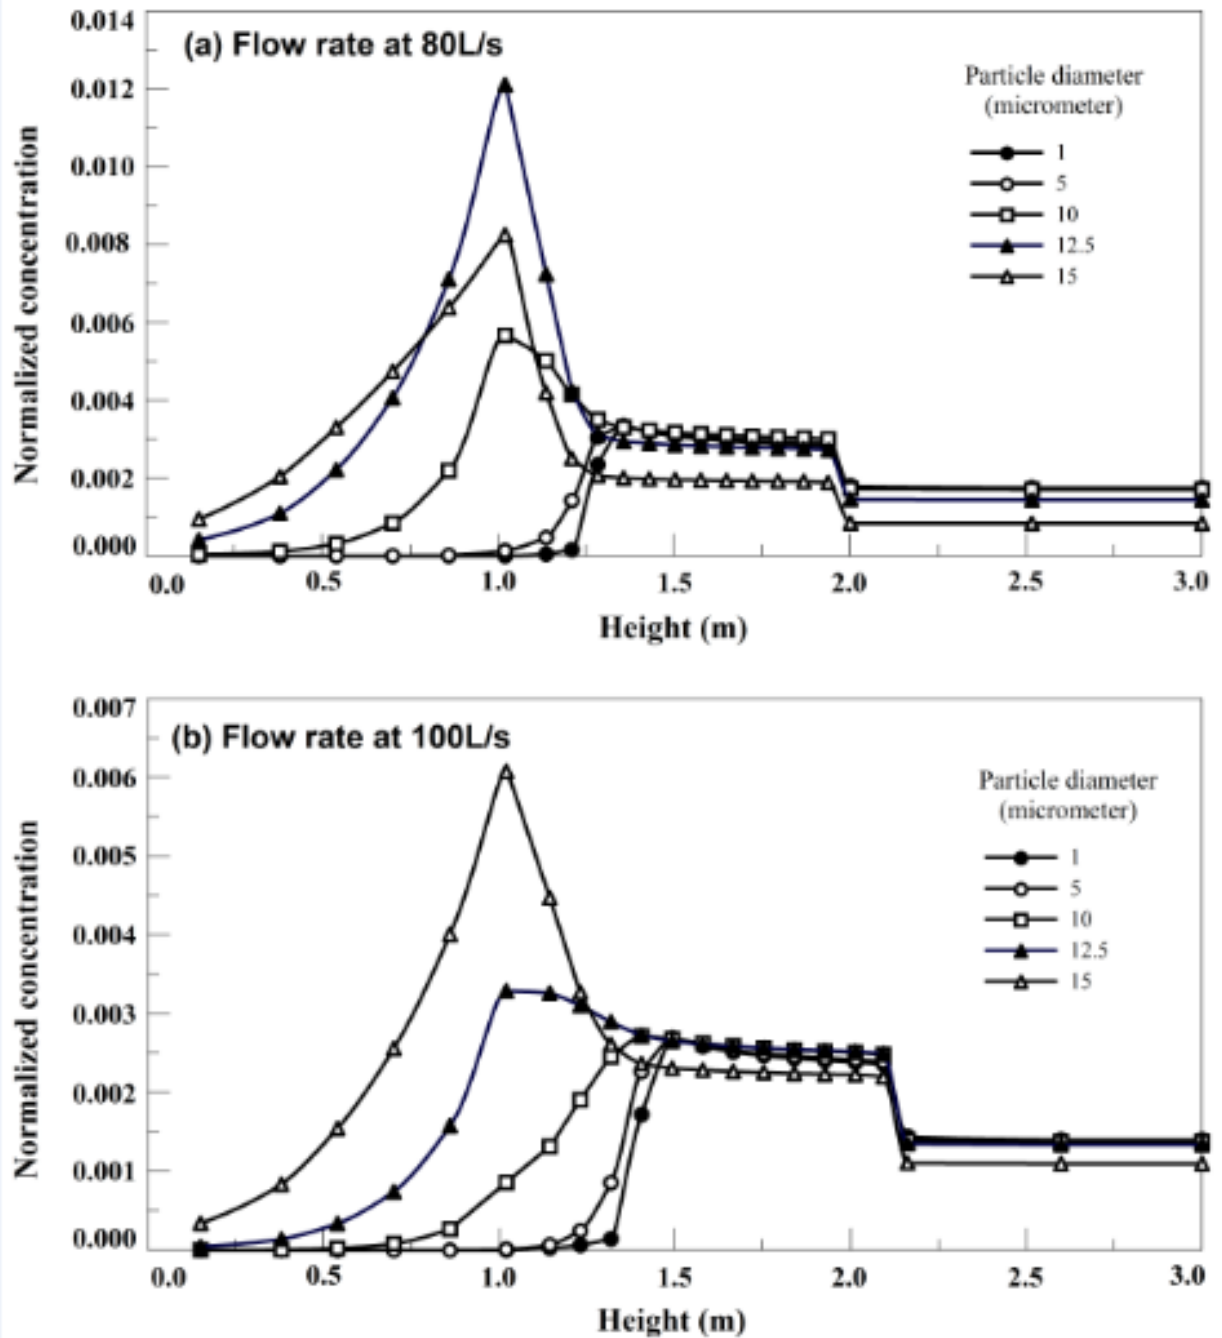 (a) Flow rate at 80L/s
Particle diameter
(micrometer)
1
5
10
12.5
15
Normalized concentration
0.014
0.012
0.010
0.008
0.006
0.004
0.002
0.000
0.0 0.5 1.0 1.5 2.0 2.5 3.0
Height (m)
(b) Flow rate at 100L/s
Particle diameter
(micrometer)
1
5
10
12.5
15
Normalized concentration
0.007
0.006
0.005
0.004
0.003
0.002
0.001
0.000
0.0 0.5 1.0 1.5 2.0 2.5 3.0
Height (m)